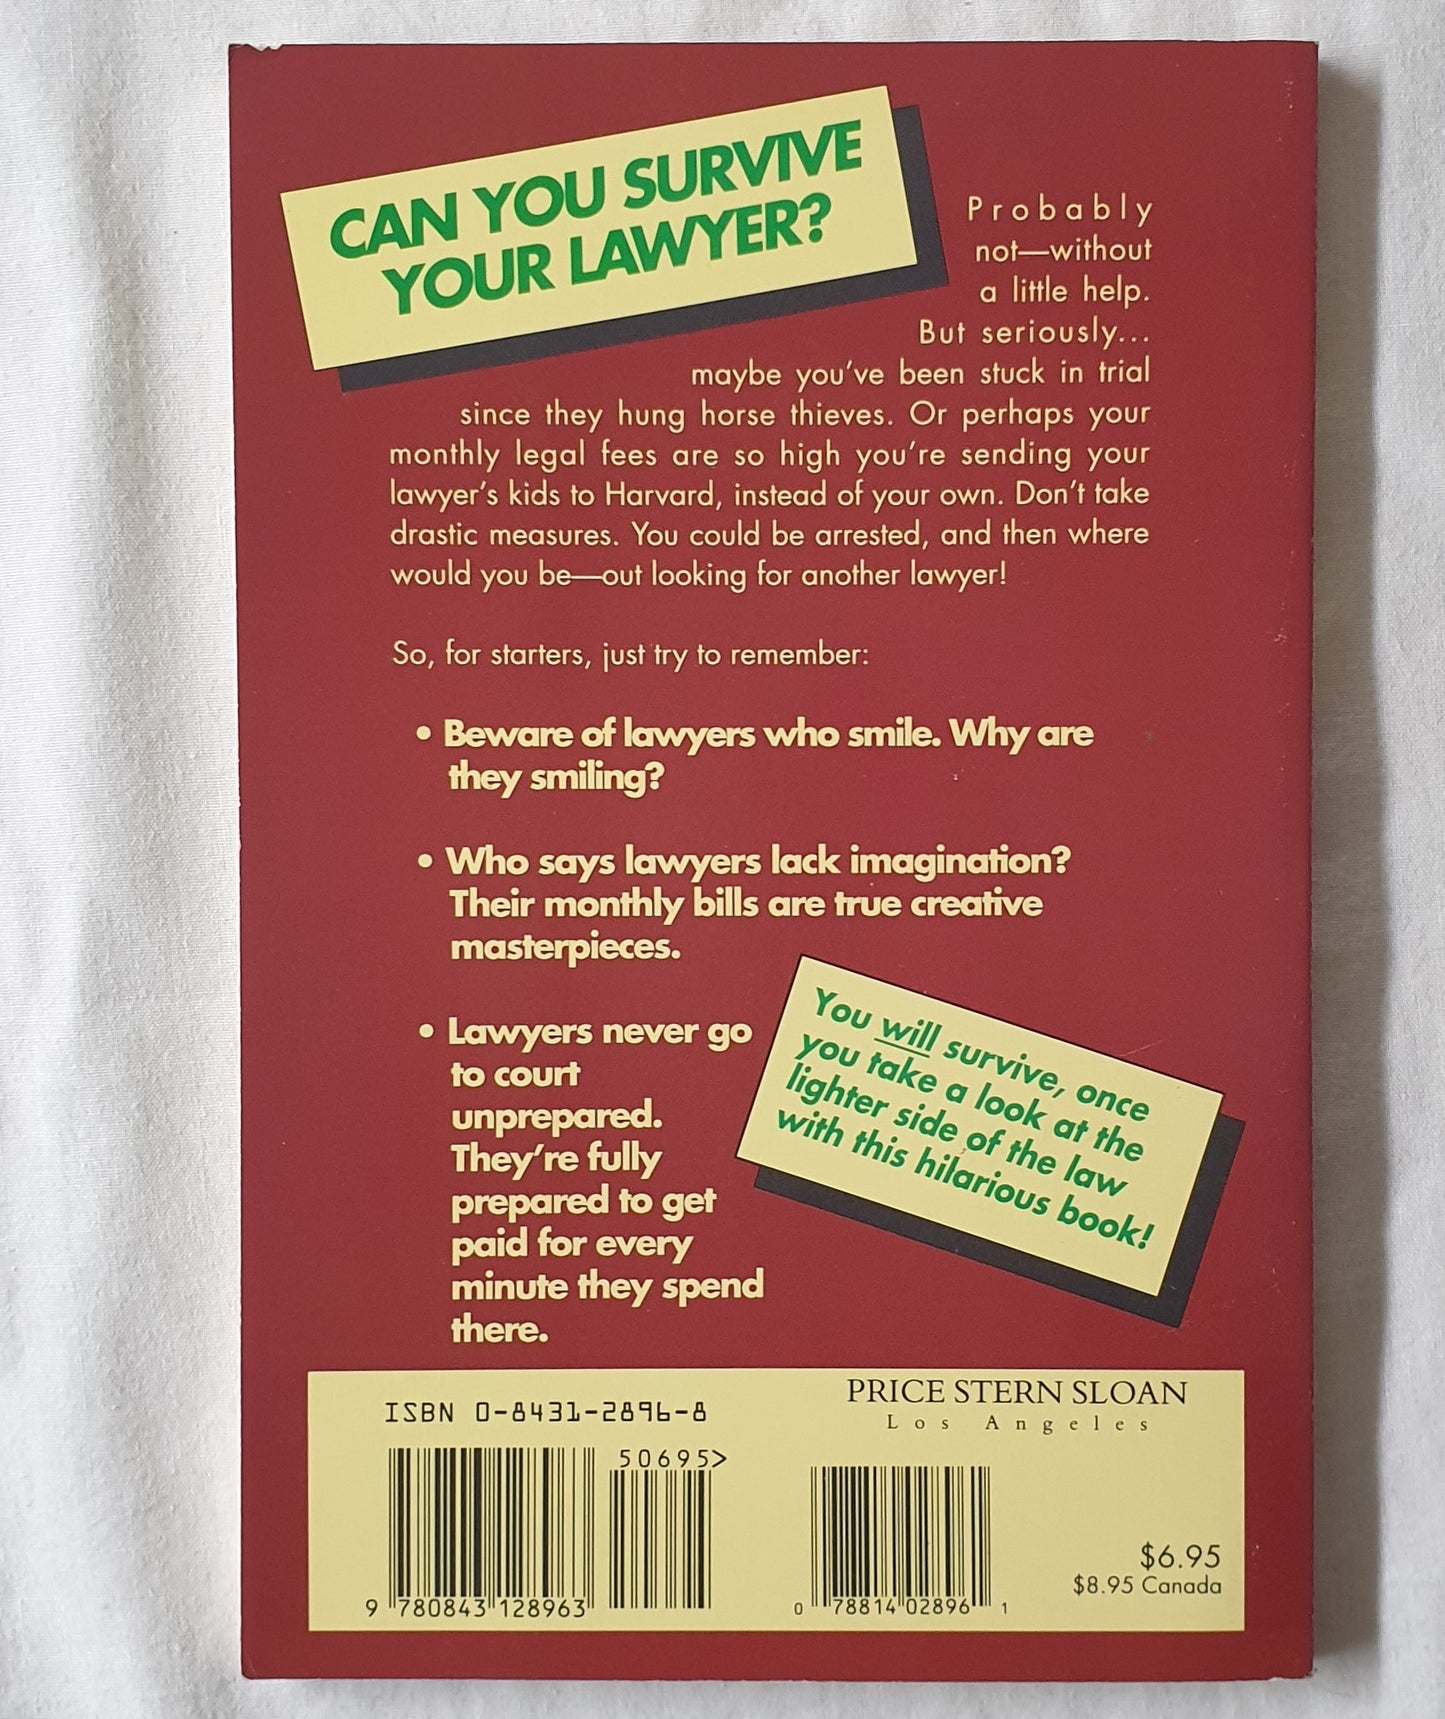 CAN YOU SURVIVE
YOUR LAWYER?
Probably
not—without
a little help.
But seriously...
maybe you've been stuck in trial
since they hung horse thieves. Or perhaps your
monthly legal fees are so high you're sending your
lawyer's kids to Harvard, instead of your own. Don't take
drastic measures. You could be arrested, and then where
would you be—out looking for another lawyer!
So, for starters, just try to remember:
• Beware of lawyers who smile. Why are
they smiling?
• Who says lawyers lack imagination?
Their monthly bills are true creative
masterpieces.
• Lawyers never go
to court
unprepared.
They're fully
prepared to get
paid for every
minute they spend
there.
You will survive, once
you take a look at the
lighter side of the law
with this hilarious book!
ISBN 0-8431-2896-8
50695>
9 780843 128963
PRICE STERN SLOAN
Los Angeles
0 78814 02896 1
$6.95
$8.95 Canada